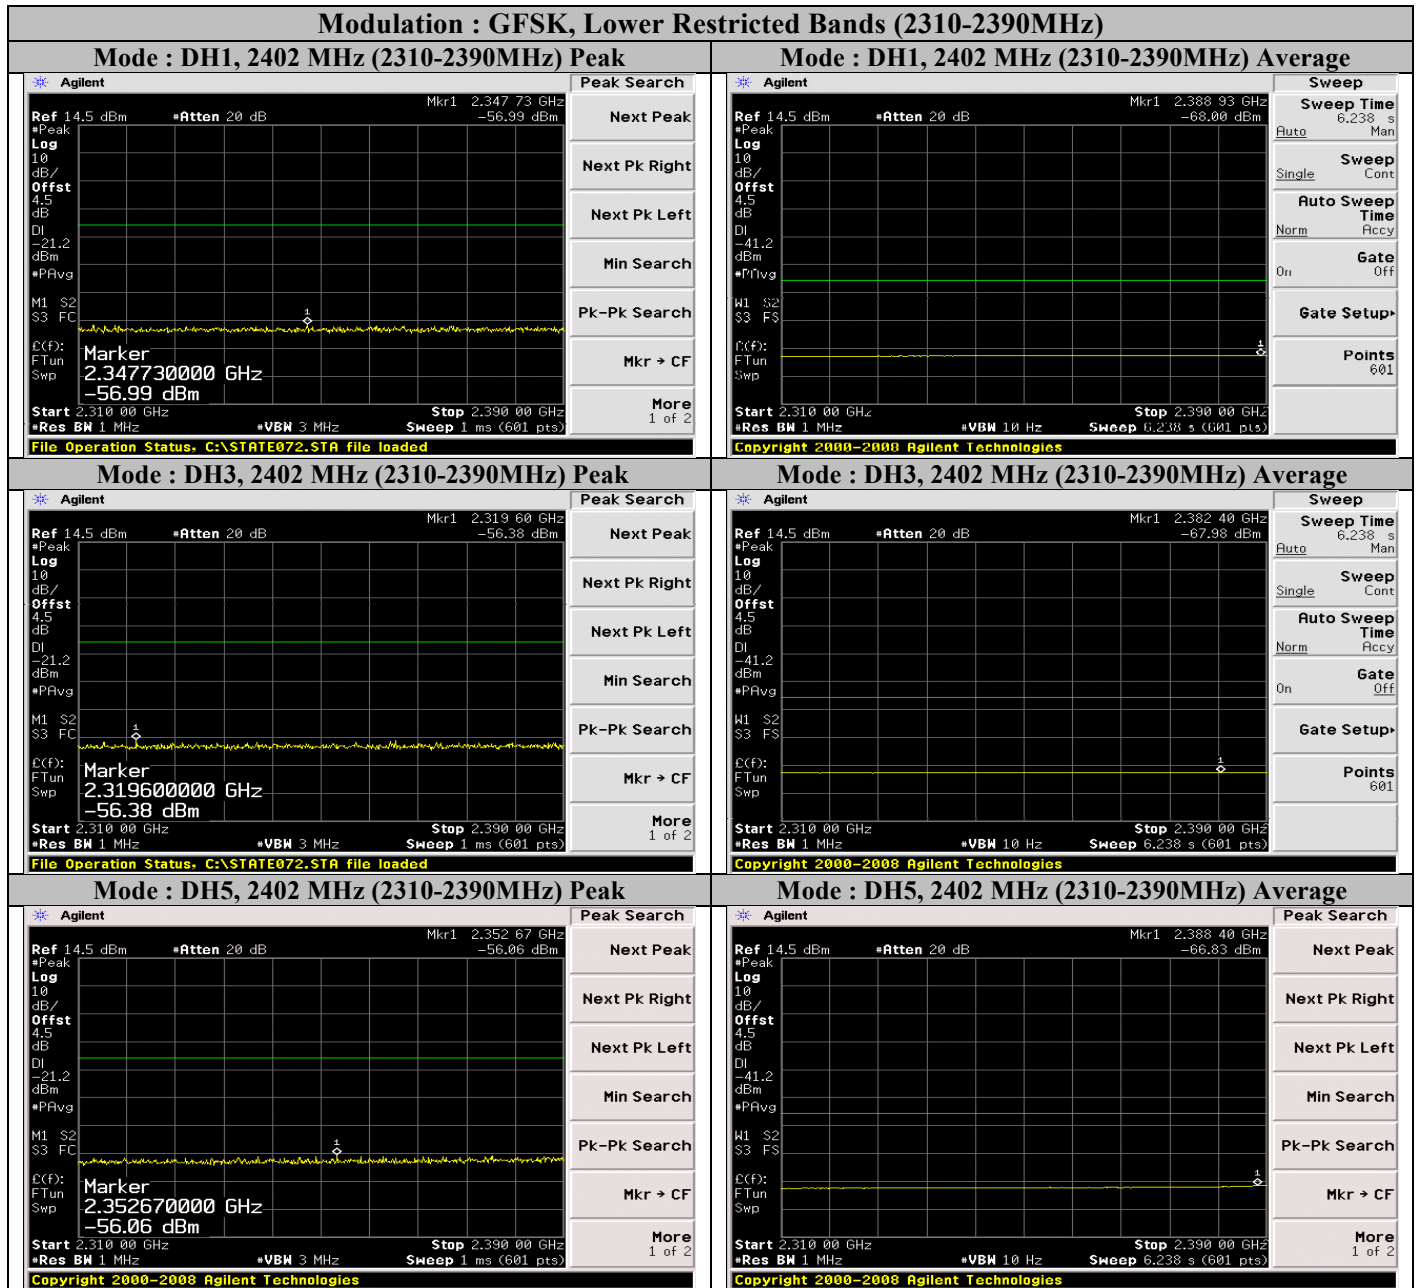 Modulation : GFSK, Lower Restricted Bands (2310-2390MHz)
Mode : DH1, 2402 MHz (2310-2390MHz) Peak
Agilent
Peak Search
Mkr1 2.347 73 GHz
Ref 14.5 dBm #Atten 20 dB -56.99 dBm
#Peak
Log
10
dB/
Offst
4.5
dB
DI
-21.2
dBm
#PAvg
M1 S2
S3 FC
£(f):
FTun
Swp
1
Marker
2.347730000 GHz
-56.99 dBm
Start 2.310 00 GHz Stop 2.390 00 GHz
#Res BW 1 MHz #VBW 3 MHz Sweep 1 ms (601 pts)
File Operation Status, C:\STATE072.STA file loaded
Next Peak
Next Pk Right
Next Pk Left
Min Search
Pk-Pk Search
Mkr → CF
More
1 of 2
Mode : DH1, 2402 MHz (2310-2390MHz) Average
Agilent
Sweep
Mkr1 2.388 93 GHz
Ref 14.5 dBm #Atten 20 dB -68.00 dBm
#Peak
Log
10
dB/
Offst
4.5
dB
DI
-41.2
dBm
#PAvg
W1 S2
S3 FS
£(f):
FTun
Swp
1
Start 2.310 00 GHz Stop 2.390 00 GHz
#Res BW 1 MHz #VBW 10 Hz Sweep 6.238 s (601 pts)
Copyright 2000-2008 Agilent Technologies
Sweep Time
6.238 s
Auto Man
Sweep
Single Cont
Auto Sweep
Time
Norm Accy
Gate
On Off
Gate Setup▸
Points
601
Mode : DH3, 2402 MHz (2310-2390MHz) Peak
Agilent
Peak Search
Mkr1 2.319 60 GHz
Ref 14.5 dBm #Atten 20 dB -56.38 dBm
#Peak
Log
10
dB/
Offst
4.5
dB
DI
-21.2
dBm
#PAvg
M1 S2
S3 FC
£(f):
FTun
Swp
1
Marker
2.319600000 GHz
-56.38 dBm
Start 2.310 00 GHz Stop 2.390 00 GHz
#Res BW 1 MHz #VBW 3 MHz Sweep 1 ms (601 pts)
File Operation Status, C:\STATE072.STA file loaded
Next Peak
Next Pk Right
Next Pk Left
Min Search
Pk-Pk Search
Mkr → CF
More
1 of 2
Mode : DH3, 2402 MHz (2310-2390MHz) Average
Agilent
Sweep
Mkr1 2.382 40 GHz
Ref 14.5 dBm #Atten 20 dB -67.98 dBm
#Peak
Log
10
dB/
Offst
4.5
dB
DI
-41.2
dBm
#PAvg
W1 S2
S3 FS
£(f):
FTun
Swp
1
Start 2.310 00 GHz Stop 2.390 00 GHz
#Res BW 1 MHz #VBW 10 Hz Sweep 6.238 s (601 pts)
Copyright 2000-2008 Agilent Technologies
Sweep Time
6.238 s
Auto Man
Sweep
Single Cont
Auto Sweep
Time
Norm Accy
Gate
On Off
Gate Setup▸
Points
601
Mode : DH5, 2402 MHz (2310-2390MHz) Peak
Agilent
Peak Search
Mkr1 2.352 67 GHz
Ref 14.5 dBm #Atten 20 dB -56.06 dBm
#Peak
Log
10
dB/
Offst
4.5
dB
DI
-21.2
dBm
#PAvg
M1 S2
S3 FC
£(f):
FTun
Swp
1
Marker
2.352670000 GHz
-56.06 dBm
Start 2.310 00 GHz Stop 2.390 00 GHz
#Res BW 1 MHz #VBW 3 MHz Sweep 1 ms (601 pts)
Copyright 2000-2008 Agilent Technologies
Next Peak
Next Pk Right
Next Pk Left
Min Search
Pk-Pk Search
Mkr → CF
More
1 of 2
Mode : DH5, 2402 MHz (2310-2390MHz) Average
Agilent
Peak Search
Mkr1 2.388 40 GHz
Ref 14.5 dBm #Atten 20 dB -66.83 dBm
#Peak
Log
10
dB/
Offst
4.5
dB
DI
-41.2
dBm
#PAvg
W1 S2
S3 FS
£(f):
FTun
Swp
1
Start 2.310 00 GHz Stop 2.390 00 GHz
#Res BW 1 MHz #VBW 10 Hz Sweep 6.238 s (601 pts)
Copyright 2000-2008 Agilent Technologies
Next Peak
Next Pk Right
Next Pk Left
Min Search
Pk-Pk Search
Mkr → CF
More
1 of 2